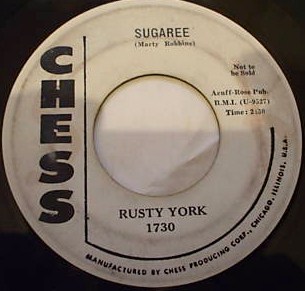 SUGAREE
(Marty Robbins)
CHESS
Not to
be Sold
Acuff-Rose Pub.
B.M.I. (U-9527)
Time: 2:30
RUSTY YORK
1730
MANUFACTURED BY CHESS PRODUCING CORP., CHICAGO, ILLINOIS, U.S.A.